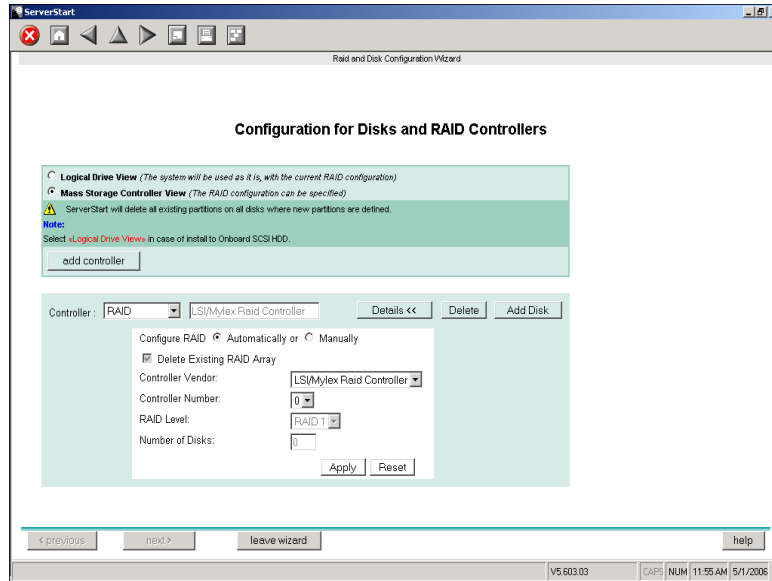 ServerStart
Raid and Disk Configuration Wizard
Configuration for Disks and RAID Controllers
Logical Drive View (The system will be used as it is, with the current RAID configuration)
Mass Storage Controller View (The RAID configuration can be specified)
ServerStart will delete all existing partitions on all disks where new partitions are defined.
Note:
Select «Logical Drive View» in case of install to Onboard SCSI HDD.
add controller
Controller : RAID LSI/Mylex Raid Controller Details << Delete Add Disk
Configure RAID Automatically or Manually
Delete Existing RAID Array
Controller Vendor: LSI/Mylex Raid Controller
Controller Number: 0
RAID Level: RAID 1
Number of Disks: 0
Apply Reset
< previous next > leave wizard help
V5.603.03 CAPS NUM 11:55 AM 5/1/2006